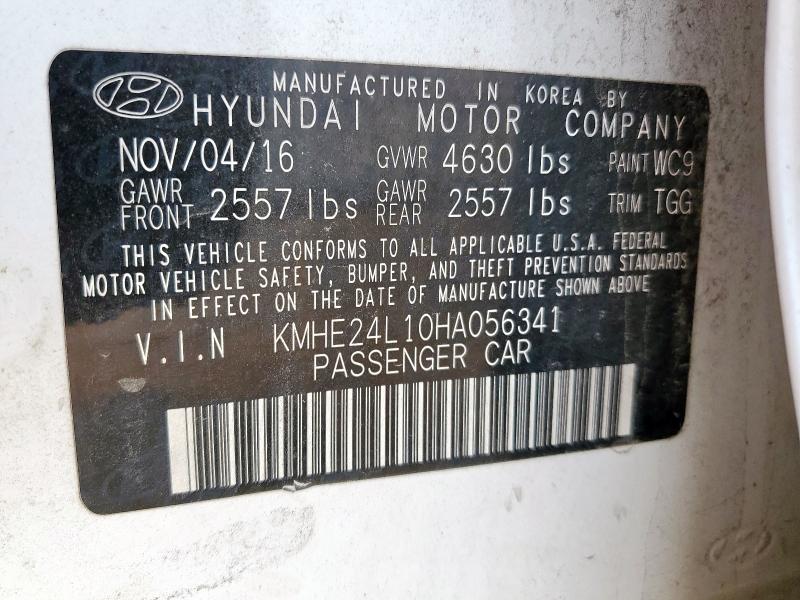 MANUFACTURED IN KOREA BY
HYUNDAI MOTOR COMPANY
NOV/04/16 GVWR 4630 lbs PAINT WC9
GAWR FRONT 2557 lbs GAWR REAR 2557 lbs TRIM TGG
THIS VEHICLE CONFORMS TO ALL APPLICABLE U.S.A. FEDERAL
MOTOR VEHICLE SAFETY, BUMPER, AND THEFT PREVENTION STANDARDS
IN EFFECT ON THE DATE OF MANUFACTURE SHOWN ABOVE
V.I.N KMHE24L10HA056341
PASSENGER CAR